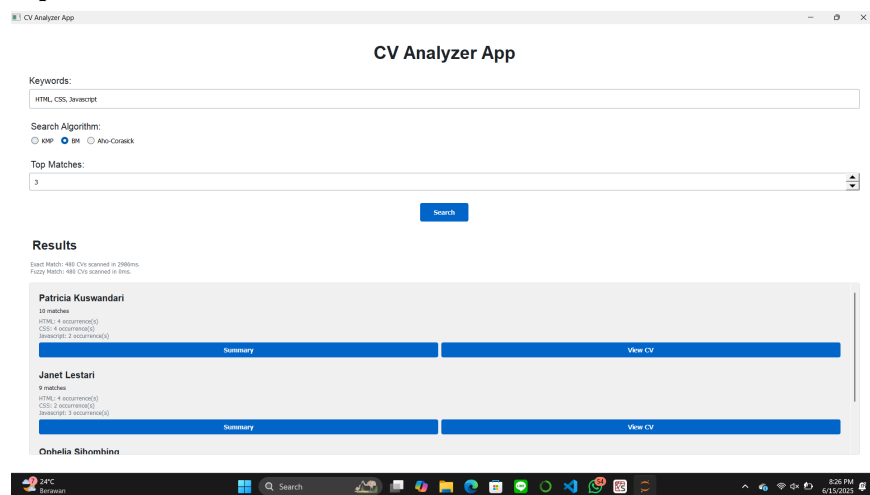 CV Analyzer App
CV Analyzer App
Keywords:
HTML, CSS, Javascript
Search Algorithm:
KMP BM Aho-Corasick
Top Matches:
3
Search
Results
Exact Match: 480 CVs scanned in 2986ms.
Fuzzy Match: 480 CVs scanned in 0ms.
Patricia Kuswandari
10 matches
HTML: 4 occurrence(s)
CSS: 4 occurrence(s)
Javascript: 2 occurrence(s)
Summary View CV
Janet Lestari
9 matches
HTML: 4 occurrence(s)
CSS: 2 occurrence(s)
Javascript: 3 occurrence(s)
Summary View CV
Ophelia Sihombing
24°C
Berawan
Search
8:26 PM
6/15/2025